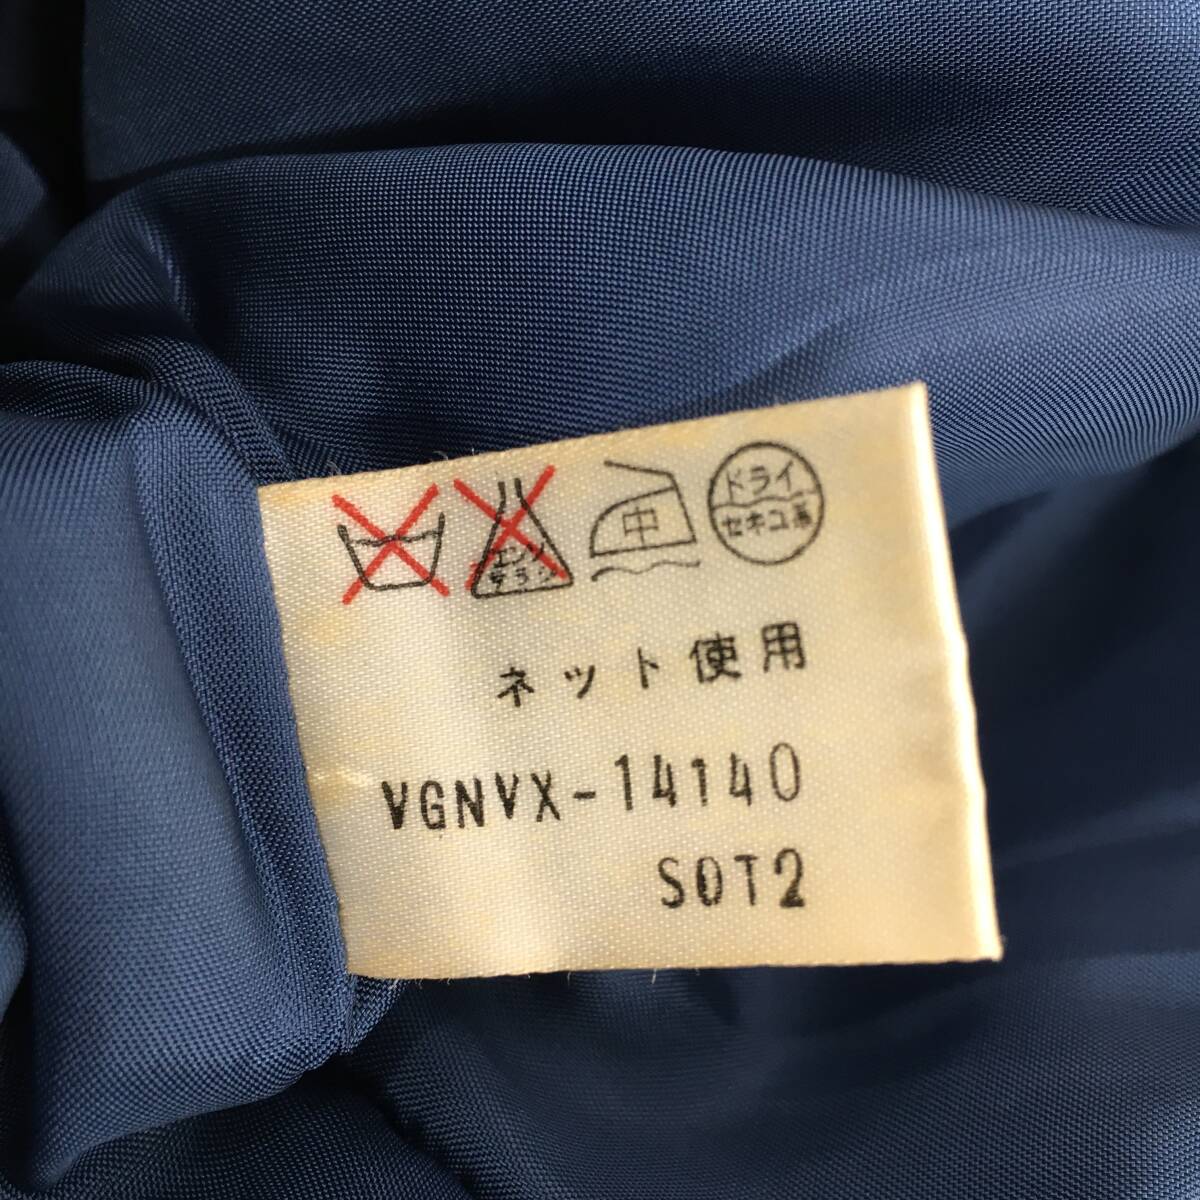 エンソ
サラシ
中
ドライ
セキユ系
ネット使用
VGNVX-14140
SOT2